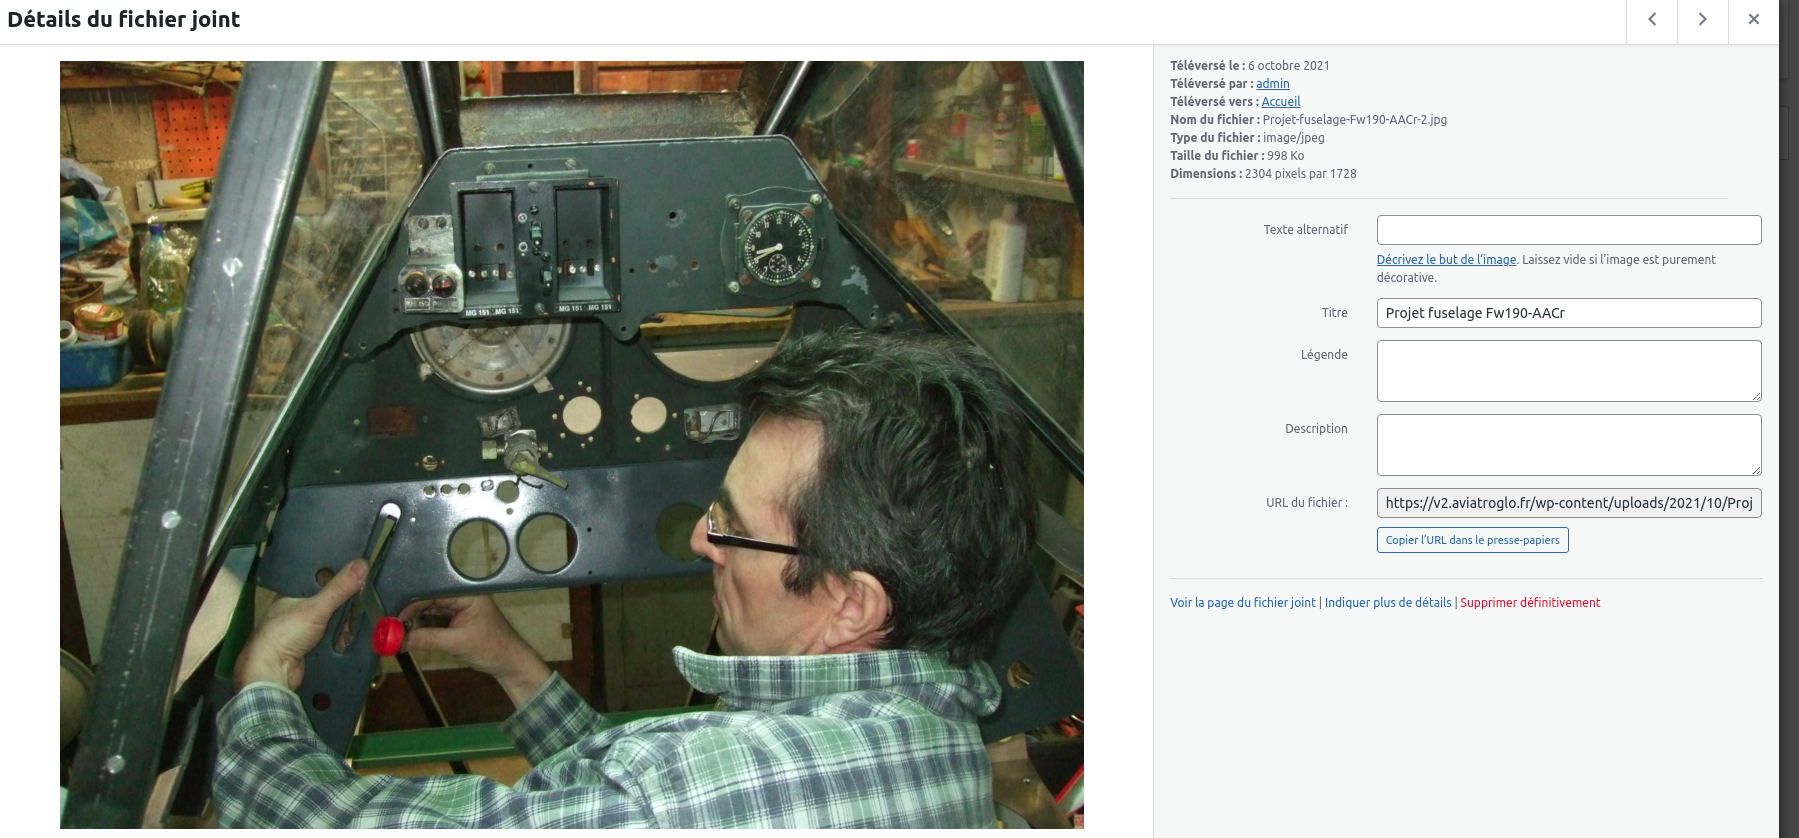 Détails du fichier joint
Téléversé le : 6 octobre 2021
Téléversé par : admin
Téléversé vers : Accueil
Nom du fichier : Projet-fuselage-Fw190-AACr-2.jpg
Type du fichier : image/jpeg
Taille du fichier : 998 Ko
Dimensions : 2304 pixels par 1728
Texte alternatif
Décrivez le but de l’image. Laissez vide si l’image est purement
décorative.
Titre
Projet fuselage Fw190-AACr
Légende
Description
URL du fichier :
https://v2.aviatroglo.fr/wp-content/uploads/2021/10/Proj
Copier l’URL dans le presse-papiers
Voir la page du fichier joint | Indiquer plus de détails | Supprimer définitivement
MG 151 MG 151
MG 151 MG 151